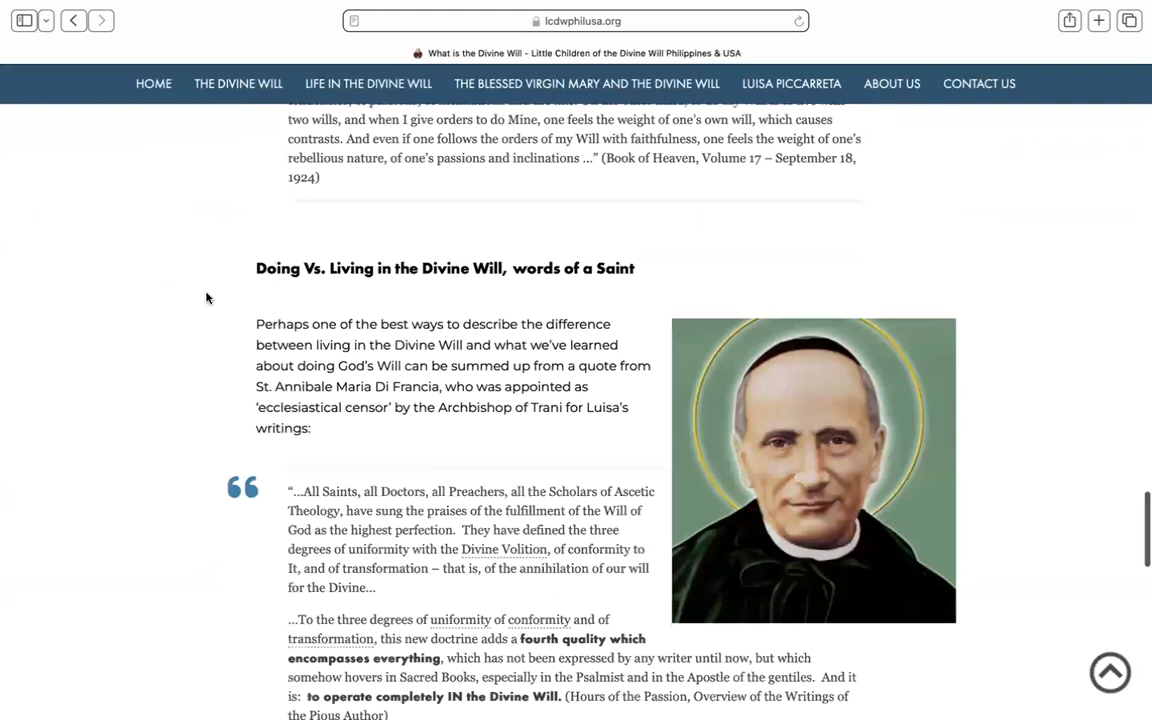 lcdwphilusa.org
What is the Divine Will - Little Children of the Divine Will Philippines & USA
HOME THE DIVINE WILL LIFE IN THE DIVINE WILL THE BLESSED VIRGIN MARY AND THE DIVINE WILL LUISA PICCARRETA ABOUT US CONTACT US
two wills, and when I give orders to do Mine, one feels the weight of one's own will, which causes
contrasts. And even if one follows the orders of my Will with faithfulness, one feels the weight of one's
rebellious nature, of one's passions and inclinations ..." (Book of Heaven, Volume 17 – September 18,
1924)
Doing Vs. Living in the Divine Will, words of a Saint
Perhaps one of the best ways to describe the difference
between living in the Divine Will and what we've learned
about doing God's Will can be summed up from a quote from
St. Annibale Maria Di Francia, who was appointed as
'ecclesiastical censor' by the Archbishop of Trani for Luisa's
writings:
"...All Saints, all Doctors, all Preachers, all the Scholars of Ascetic
Theology, have sung the praises of the fulfillment of the Will of
God as the highest perfection. They have defined the three
degrees of uniformity with the Divine Volition, of conformity to
It, and of transformation – that is, of the annihilation of our will
for the Divine...
...To the three degrees of uniformity of conformity and of
transformation, this new doctrine adds a fourth quality which
encompasses everything, which has not been expressed by any writer until now, but which
somehow hovers in Sacred Books, especially in the Psalmist and in the Apostle of the gentiles. And it
is: to operate completely IN the Divine Will. (Hours of the Passion, Overview of the Writings of
the Pious Author)